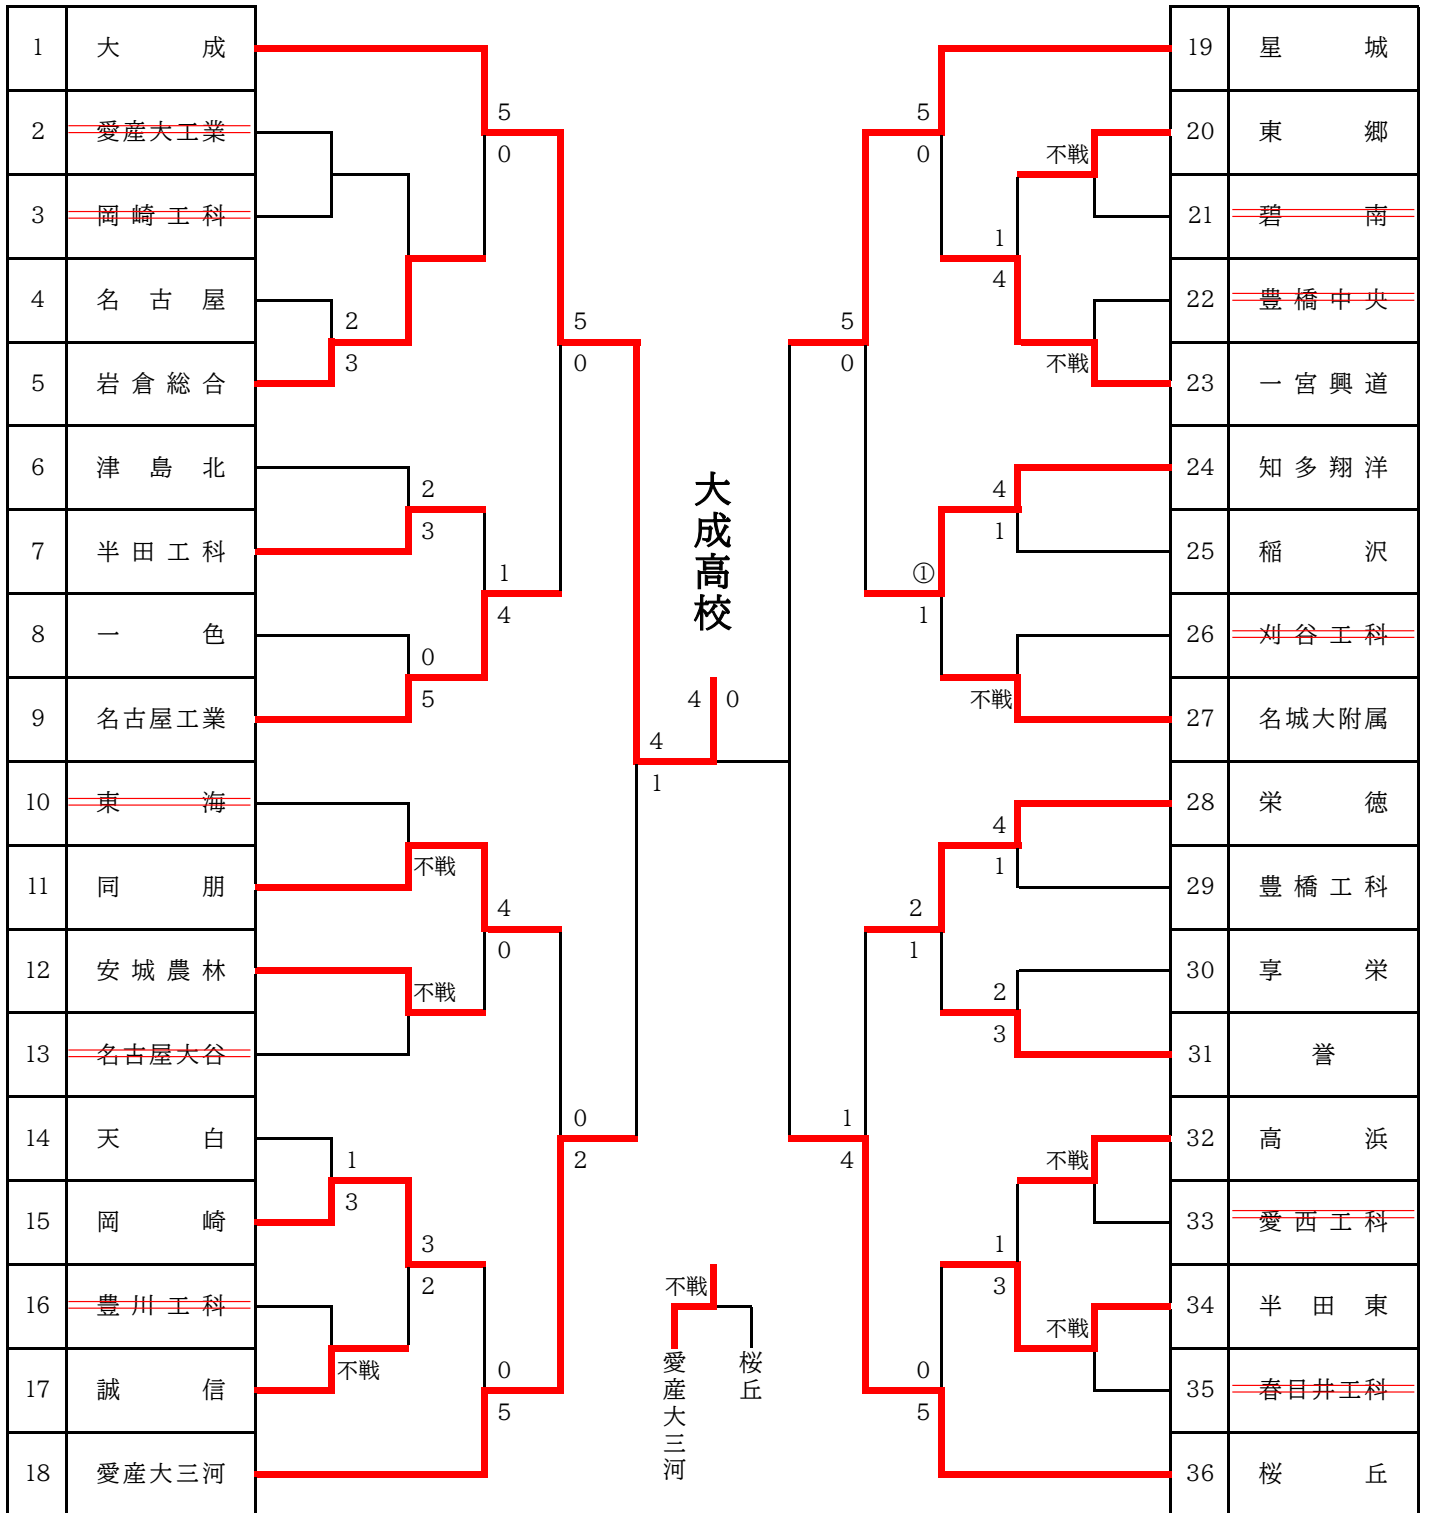 1 大成
2 愛産大工業
3 岡崎工科
4 名古屋
5 岩倉総合
6 津島北
7 半田工科
8 一色
9 名古屋工業
10 東海
11 同朋
12 安城農林
13 名古屋大谷
14 天白
15 岡崎
16 豊川工科
17 誠信
18 愛産大三河
5
0
2
3
5
0
2
3
1
4
0
5
不戦
4
0
不戦
0
2
1
3
3
2
不戦
0
5
大成高校
4 0
4
1
不戦
愛産大三河
桜丘
5
0
不戦
1
4
不戦
5
0
4
1
①
1
不戦
4
1
2
1
2
3
1
4
不戦
1
3
不戦
0
5
19 星城
20 東郷
21 碧南
22 豊橋中央
23 一宮興道
24 知多翔洋
25 稲沢
26 刈谷工科
27 名城大附属
28 栄徳
29 豊橋工科
30 享栄
31 誉
32 高浜
33 愛西工科
34 半田東
35 春日井工科
36 桜丘